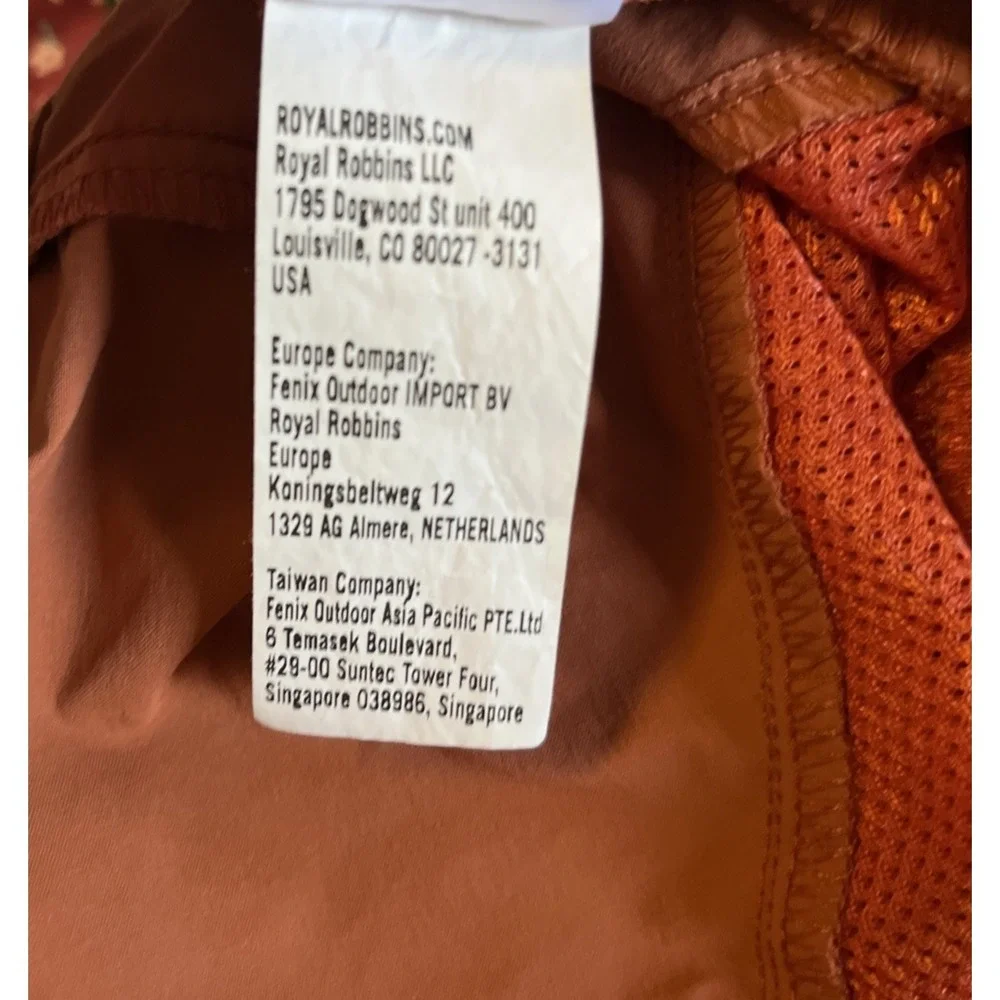 ROYALROBBINS.COM
Royal Robbins LLC
1795 Dogwood St unit 400
Louisville, CO 80027 -3131
USA
Europe Company:
Fenix Outdoor IMPORT BV
Royal Robbins
Europe
Koningsbeltweg 12
1329 AG Almere, NETHERLANDS
Taiwan Company:
Fenix Outdoor Asia Pacific PTE.Ltd
6 Temasek Boulevard,
#29-00 Suntec Tower Four,
Singapore 038986, Singapore